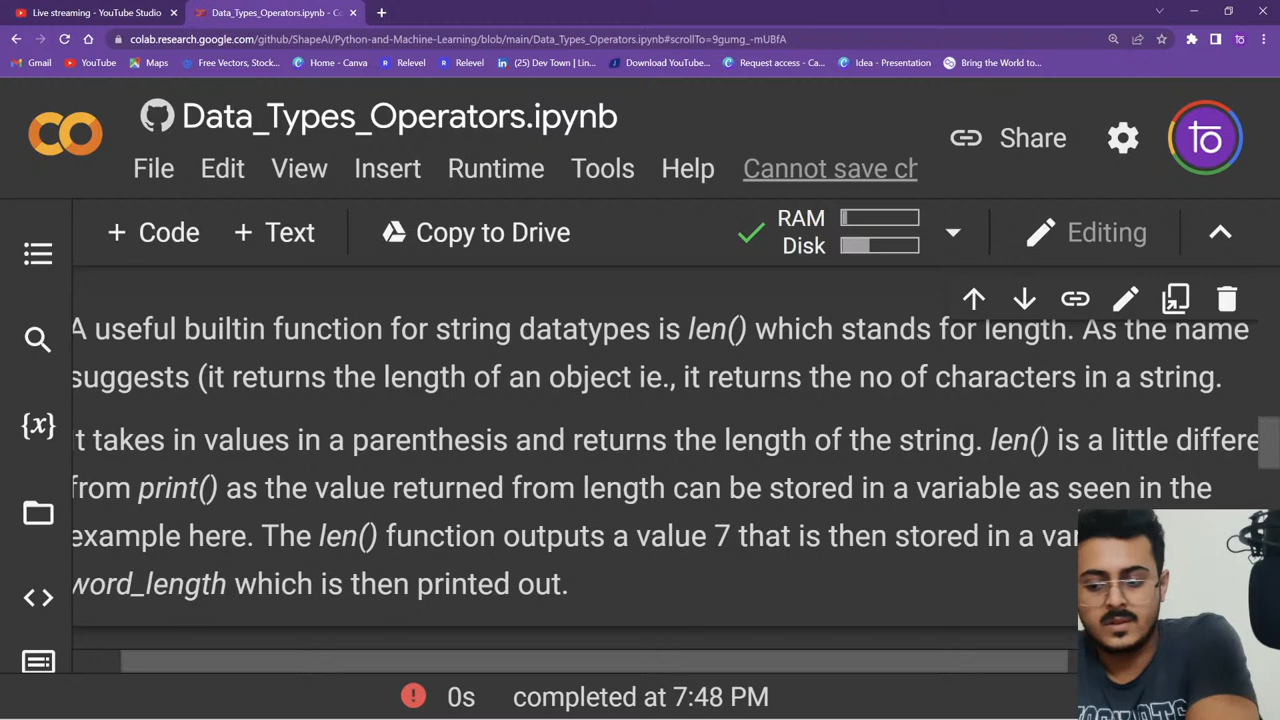 Live streaming - YouTube Studio
Data_Types_Operators.ipynb - Co
colab.research.google.com/github/ShapeAI/Python-and-Machine-Learning/blob/main/Data_Types_Operators.ipynb#scrollTo=9gumg_-mUBfA
Gmail YouTube Maps Free Vectors, Stock... Home - Canva Relevel Relevel (25) Dev Town | Lin... Download YouTube... Request access - Ca... Idea - Presentation Bring the World to...
Data_Types_Operators.ipynb
Share
to
File Edit View Insert Runtime Tools Help Cannot save ch
+ Code + Text Copy to Drive RAM Disk Editing
A useful builtin function for string datatypes is len() which stands for length. As the name
suggests (it returns the length of an object ie., it returns the no of characters in a string.
t takes in values in a parenthesis and returns the length of the string. len() is a little differe
from print() as the value returned from length can be stored in a variable as seen in the
example here. The len() function outputs a value 7 that is then stored in a va
word_length which is then printed out.
0s completed at 7:48 PM